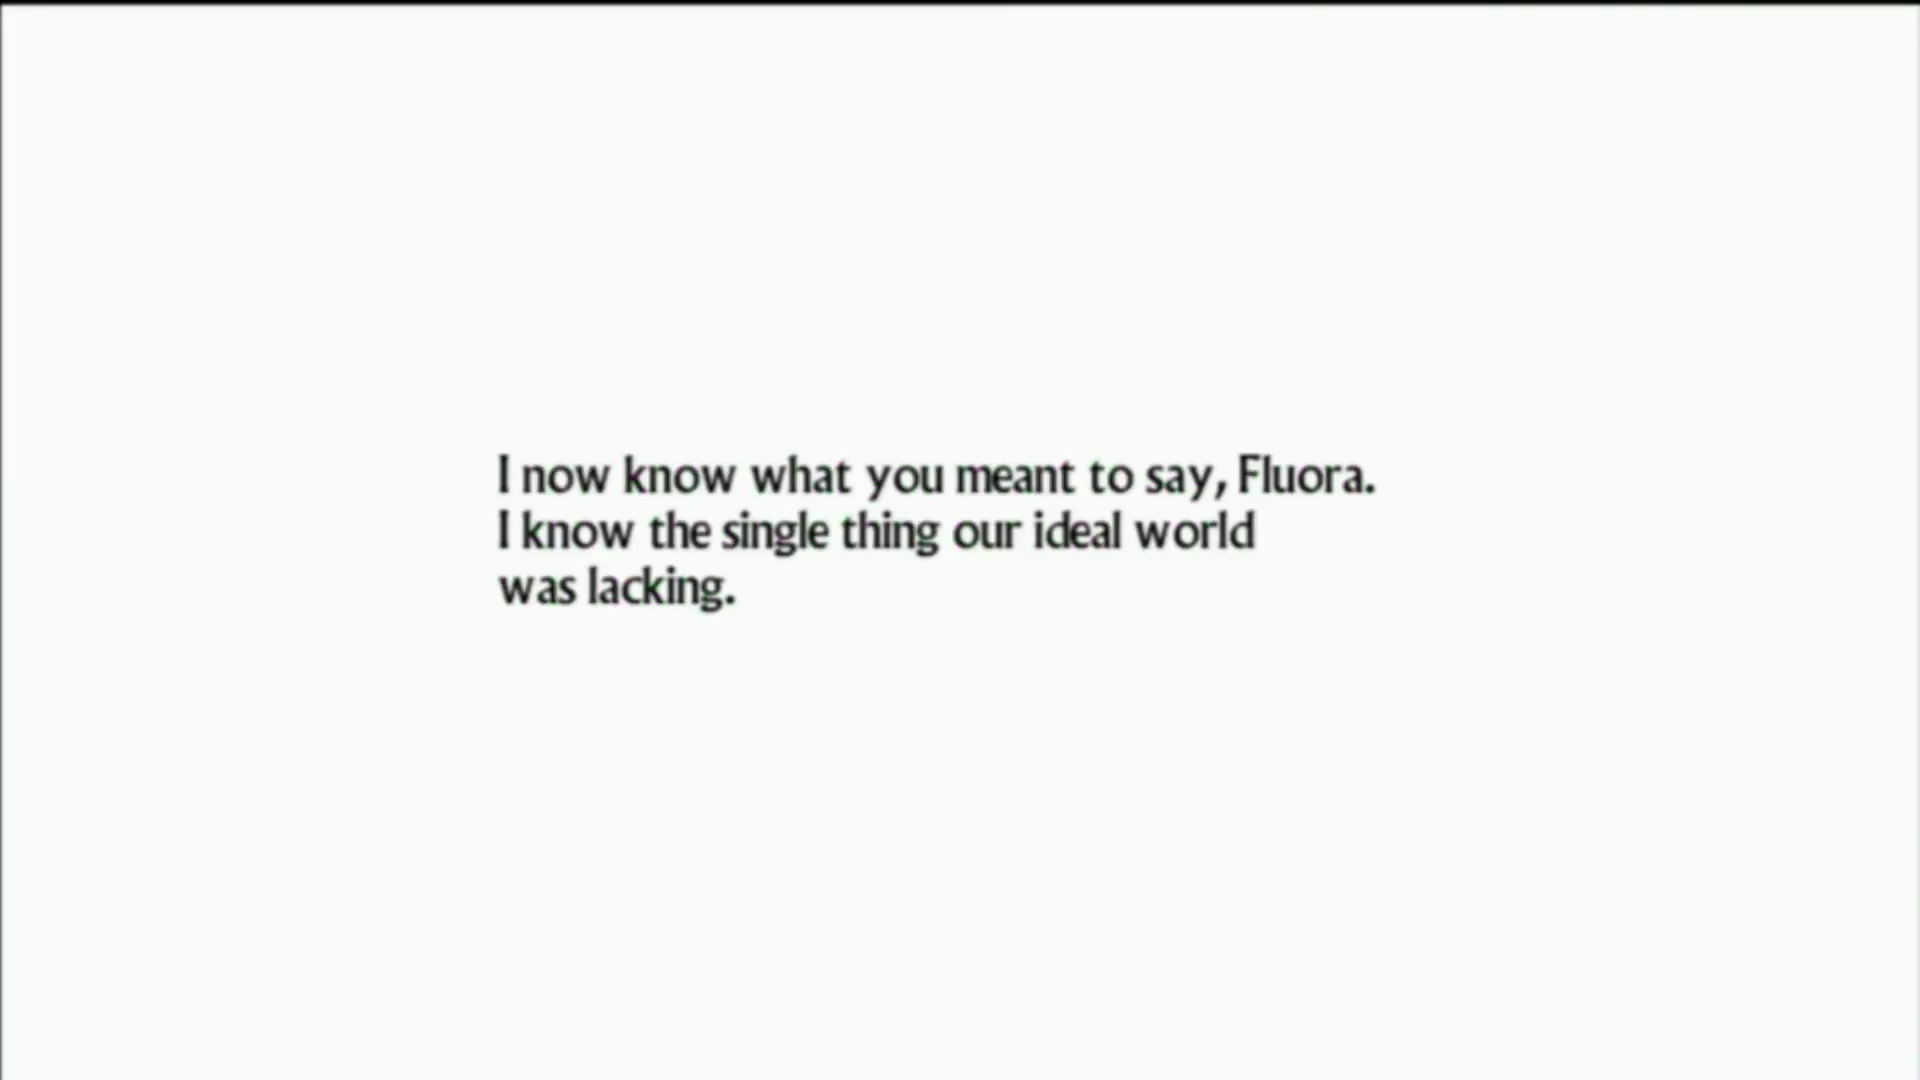 I now know what you meant to say, Fluora.
I know the single thing our ideal world
was lacking.